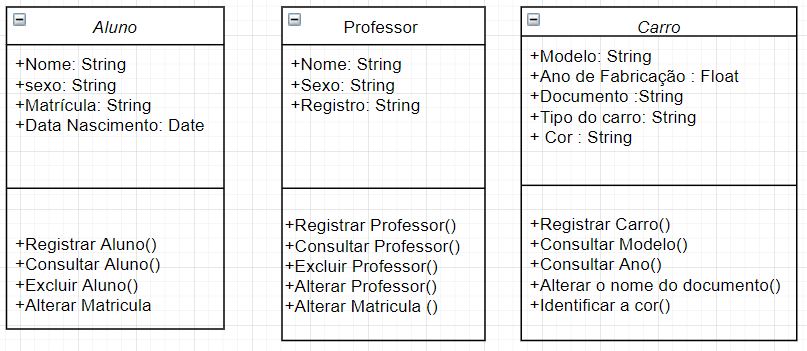 Aluno
+Nome: String
+sexo: String
+Matrícula: String
+Data Nascimento: Date
+Registrar Aluno()
+Consultar Aluno()
+Excluir Aluno()
+Alterar Matricula
Professor
+Nome: String
+Sexo: String
+Registro: String
+Registrar Professor()
+Consultar Professor()
+Excluir Professor()
+Alterar Professor()
+Alterar Matricula ()
Carro
+Modelo: String
+Ano de Fabricação : Float
+Documento :String
+Tipo do carro: String
+ Cor : String
+Registrar Carro()
+Consultar Modelo()
+Consultar Ano()
+Alterar o nome do documento()
+Identificar a cor()